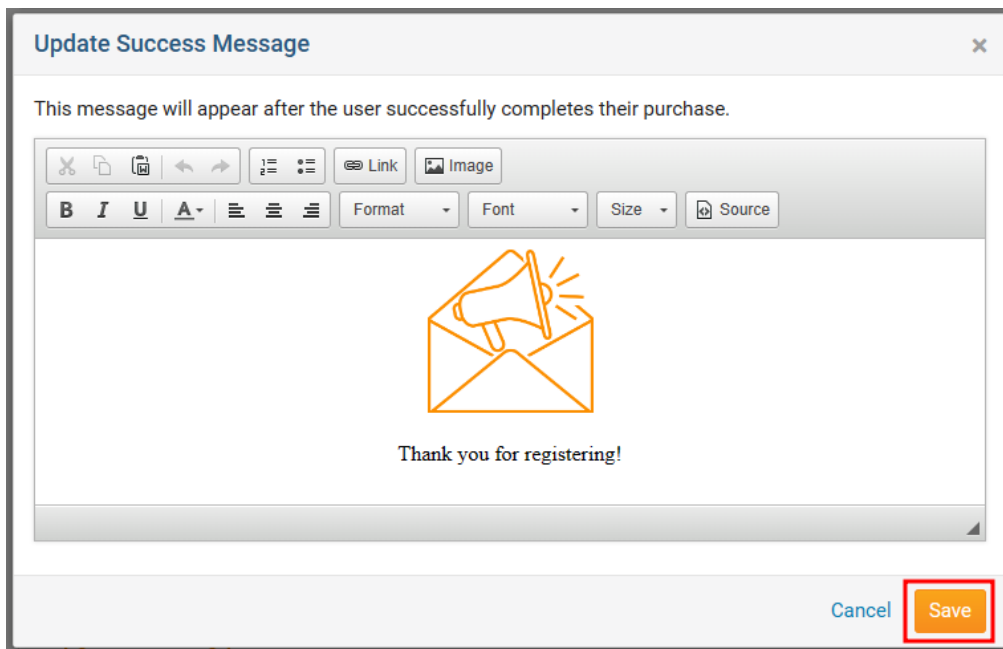 Update Success Message
This message will appear after the user successfully completes their purchase.
Link Image
B I U A Format Font Size Source
Thank you for registering!
Cancel Save